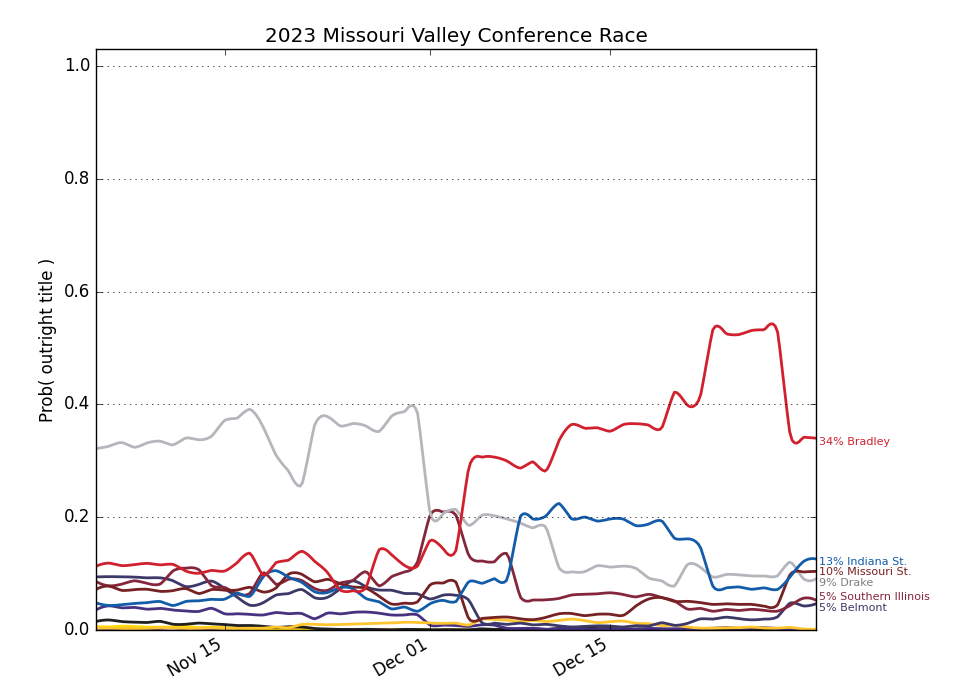 2023 Missouri Valley Conference Race
Prob( outright title )
1.0
0.8
0.6
0.4
0.2
0.0
Nov 15
Dec 01
Dec 15
34% Bradley
13% Indiana St.
10% Missouri St.
9% Drake
5% Southern Illinois
5% Belmont